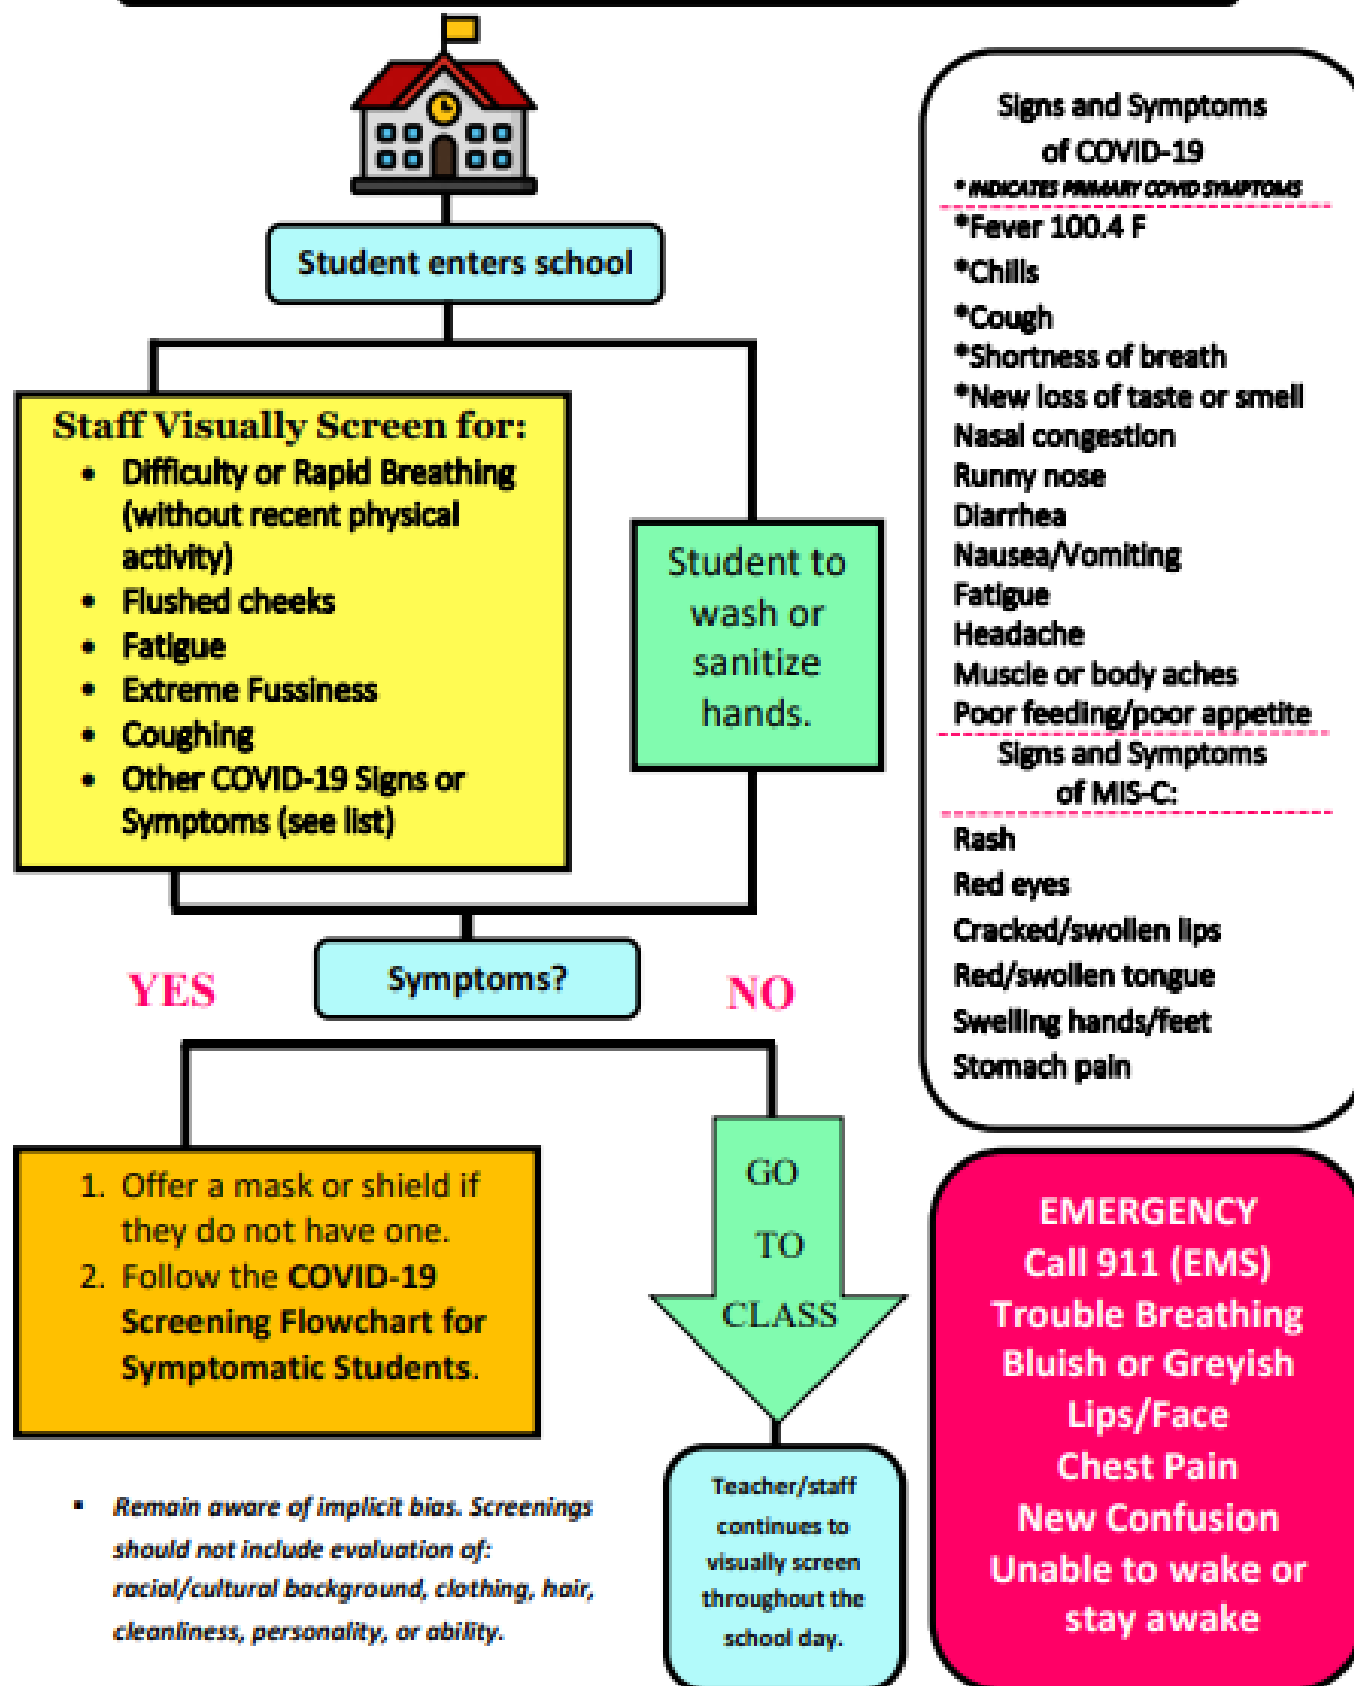 Student enters school
Staff Visually Screen for:
• Difficulty or Rapid Breathing
(without recent physical
activity)
• Flushed cheeks
• Fatigue
• Extreme Fussiness
• Coughing
• Other COVID-19 Signs or
Symptoms (see list)
Student to
wash or
sanitize
hands.
Symptoms?
YES
NO
1. Offer a mask or shield if
they do not have one.
2. Follow the COVID-19
Screening Flowchart for
Symptomatic Students.
GO
TO
CLASS
Teacher/staff
continues to
visually screen
throughout the
school day.
▪ Remain aware of implicit bias. Screenings
should not include evaluation of:
racial/cultural background, clothing, hair,
cleanliness, personality, or ability.
Signs and Symptoms
of COVID-19
* INDICATES PRIMARY COVID SYMPTOMS
*Fever 100.4 F
*Chills
*Cough
*Shortness of breath
*New loss of taste or smell
Nasal congestion
Runny nose
Diarrhea
Nausea/Vomiting
Fatigue
Headache
Muscle or body aches
Poor feeding/poor appetite
Signs and Symptoms
of MIS-C:
Rash
Red eyes
Cracked/swollen lips
Red/swollen tongue
Swelling hands/feet
Stomach pain
EMERGENCY
Call 911 (EMS)
Trouble Breathing
Bluish or Greyish
Lips/Face
Chest Pain
New Confusion
Unable to wake or
stay awake